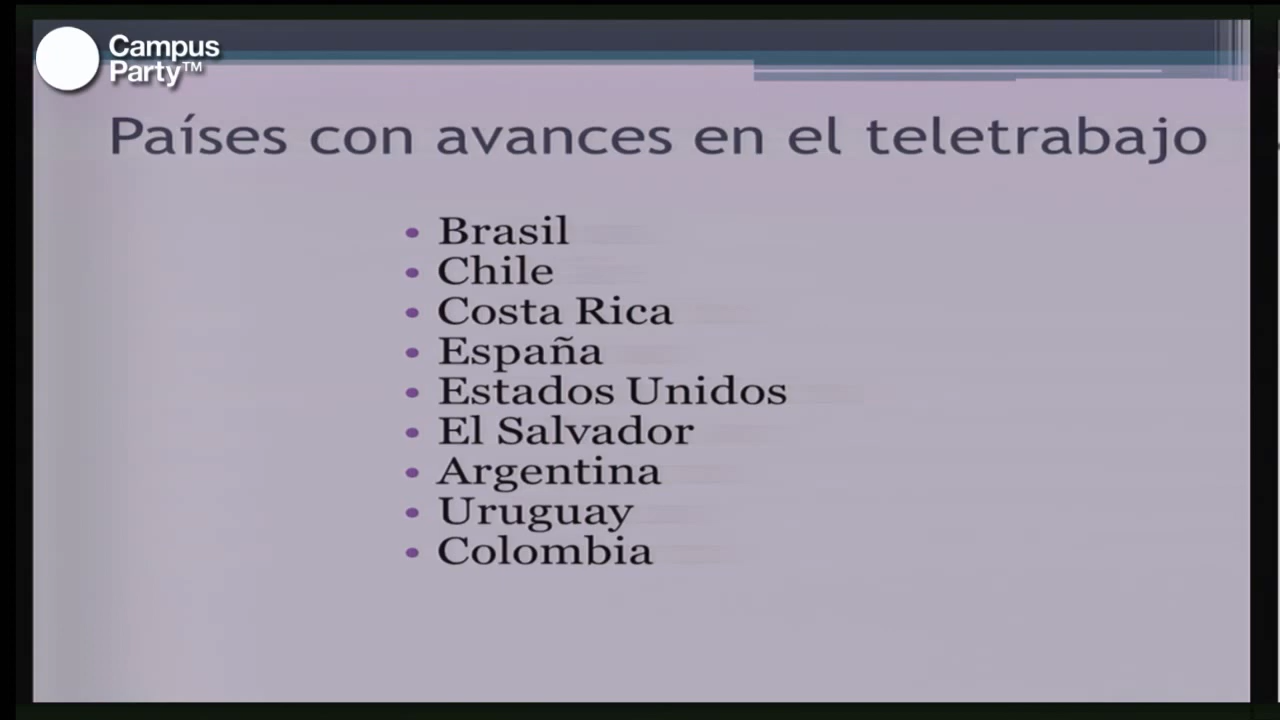 Campus
Party™
Países con avances en el teletrabajo
• Brasil
• Chile
• Costa Rica
• España
• Estados Unidos
• El Salvador
• Argentina
• Uruguay
• Colombia